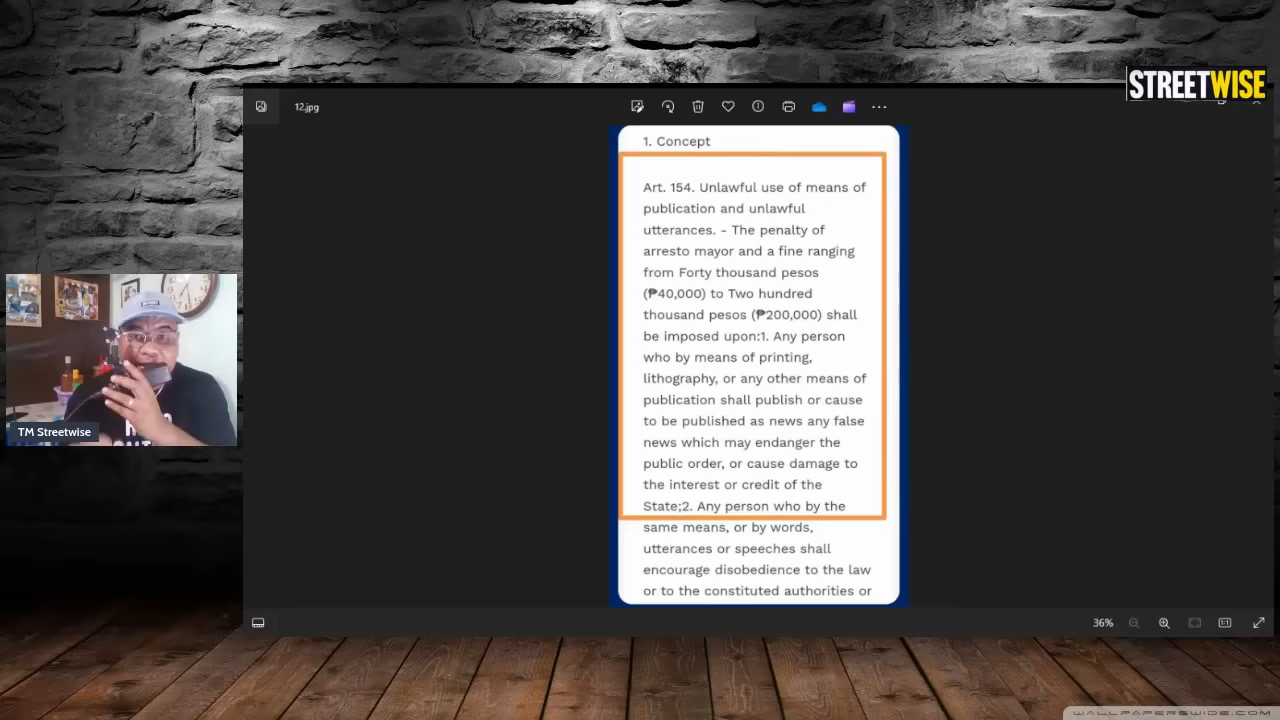 STREETWISE
12.jpg
1. Concept
Art. 154. Unlawful use of means of
publication and unlawful
utterances. - The penalty of
arresto mayor and a fine ranging
from Forty thousand pesos
(₱40,000) to Two hundred
thousand pesos (₱200,000) shall
be imposed upon:1. Any person
who by means of printing,
lithography, or any other means of
publication shall publish or cause
to be published as news any false
news which may endanger the
public order, or cause damage to
the interest or credit of the
State;2. Any person who by the
same means, or by words,
utterances or speeches shall
encourage disobedience to the law
or to the constituted authorities or
TM Streetwise
36%
WALLPAPERSWIDE.COM